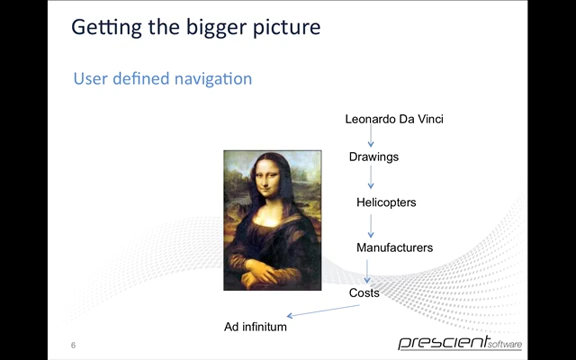 Getting the bigger picture
User defined navigation
Leonardo Da Vinci
Drawings
Helicopters
Manufacturers
Costs
Ad infinitum
6
prescient software